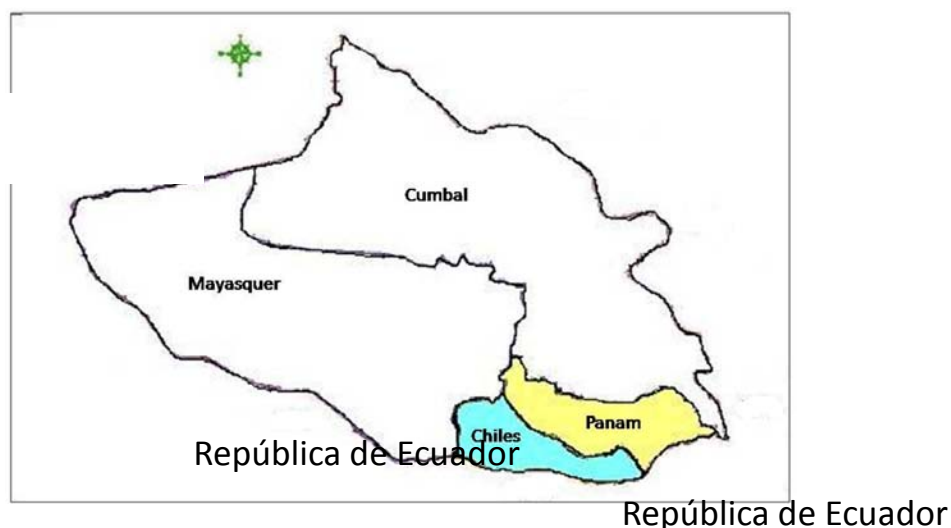 Cumbal
Mayasquer
Panam
Chiles
República de Ecuador
República de Ecuador